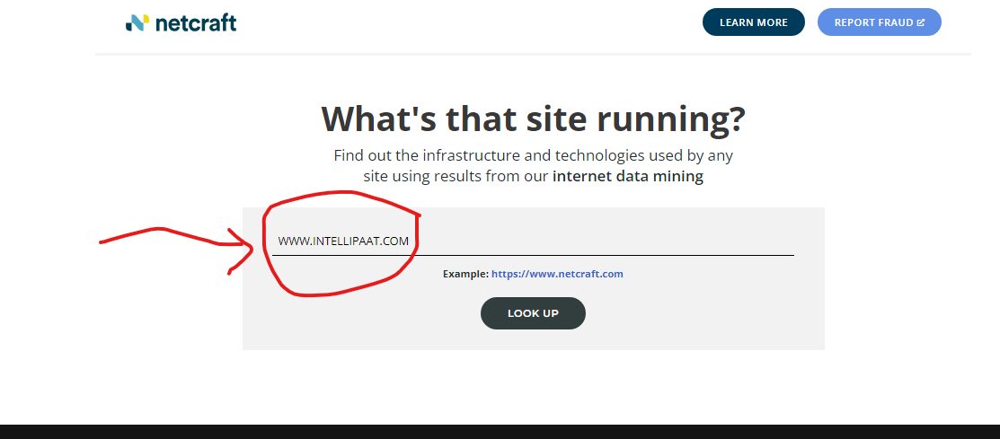 netcraft
LEARN MORE
REPORT FRAUD
What's that site running?
Find out the infrastructure and technologies used by any
site using results from our internet data mining
WWW.INTELLIPAAT.COM
Example: https://www.netcraft.com
LOOK UP